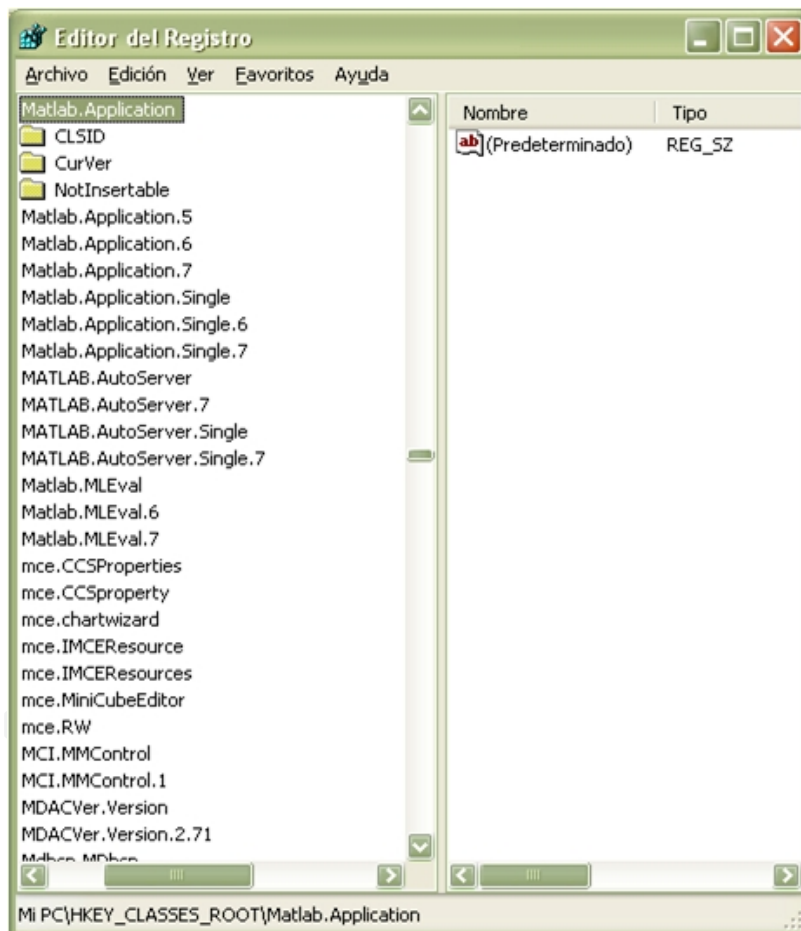 Editor del Registro
Archivo Edición Ver Favoritos Ayuda
Matlab.Application
CLSID
CurVer
NotInsertable
Matlab.Application.5
Matlab.Application.6
Matlab.Application.7
Matlab.Application.Single
Matlab.Application.Single.6
Matlab.Application.Single.7
MATLAB.AutoServer
MATLAB.AutoServer.7
MATLAB.AutoServer.Single
MATLAB.AutoServer.Single.7
Matlab.MLEval
Matlab.MLEval.6
Matlab.MLEval.7
mce.CCSProperties
mce.CCSproperty
mce.chartwizard
mce.IMCEResource
mce.IMCEResources
mce.MiniCubeEditor
mce.RW
MCI.MMControl
MCI.MMControl.1
MDACVer.Version
MDACVer.Version.2.71
Nombre Tipo
ab (Predeterminado) REG_SZ
Mi PC\HKEY_CLASSES_ROOT\Matlab.Application